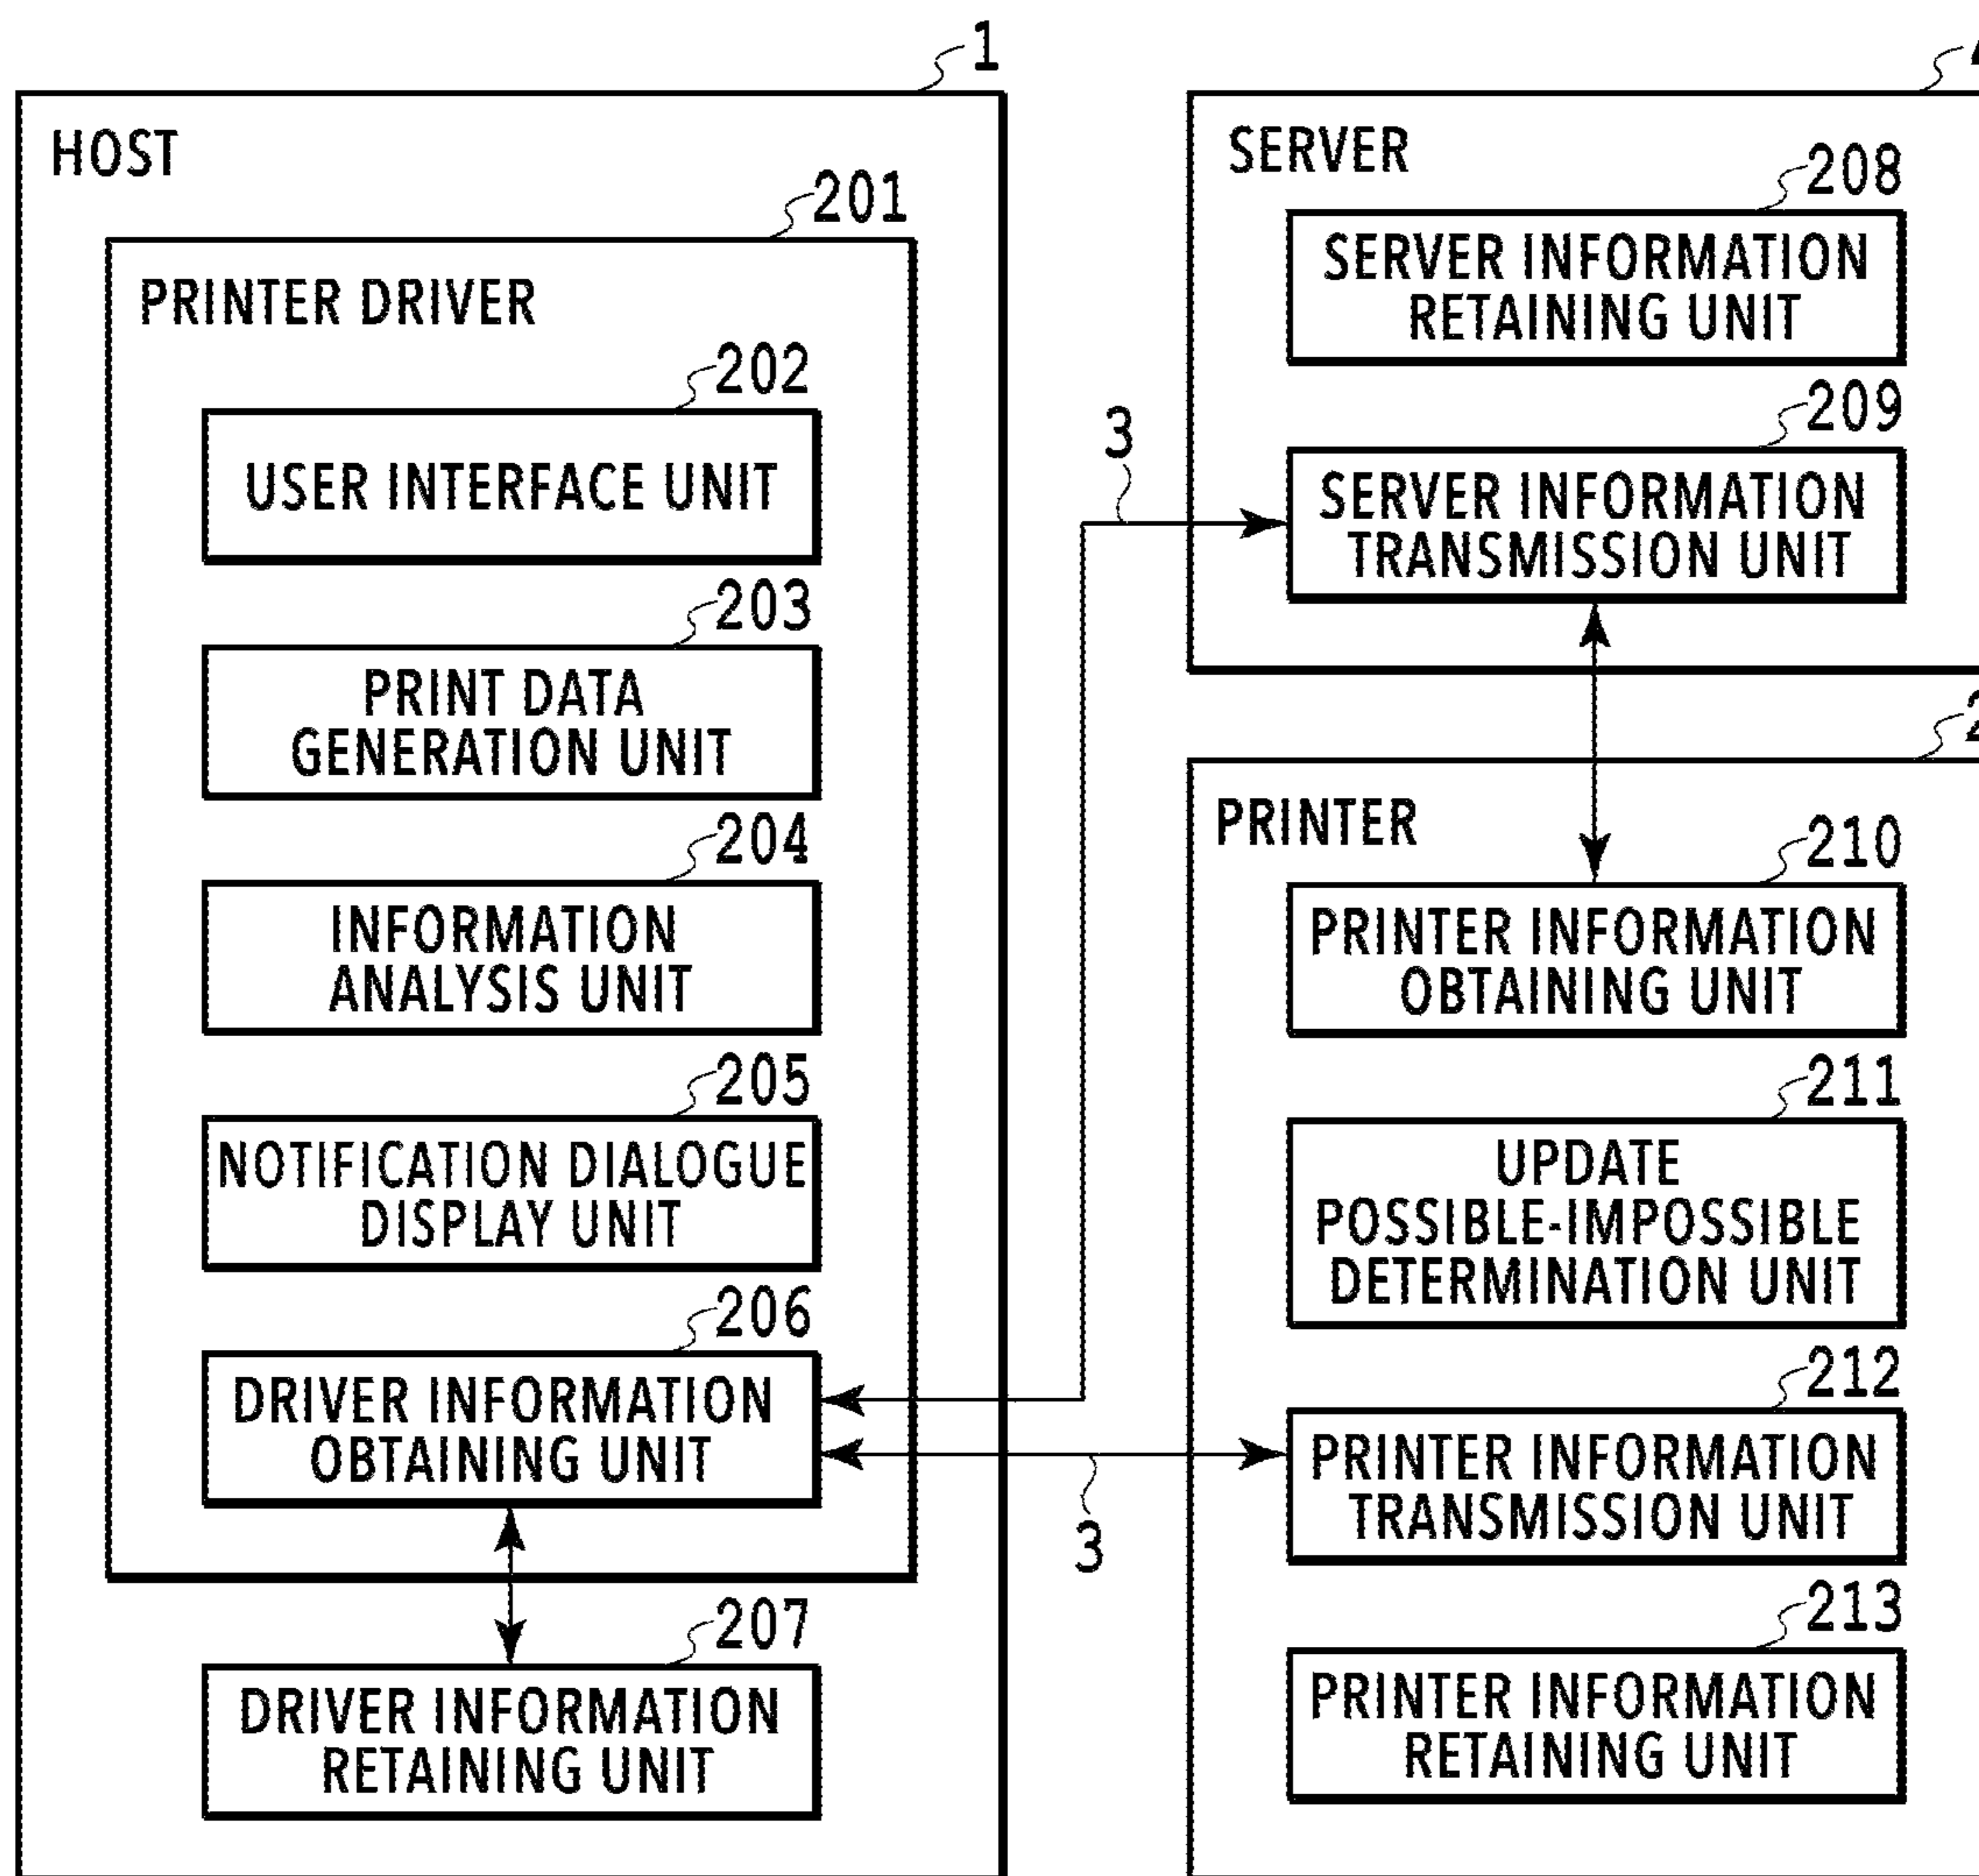 1
HOST
201
PRINTER DRIVER
202
USER INTERFACE UNIT
203
PRINT DATA
GENERATION UNIT
204
INFORMATION
ANALYSIS UNIT
205
NOTIFICATION DIALOGUE
DISPLAY UNIT
206
DRIVER INFORMATION
OBTAINING UNIT
207
DRIVER INFORMATION
RETAINING UNIT
3
3
SERVER
208
SERVER INFORMATION
RETAINING UNIT
209
SERVER INFORMATION
TRANSMISSION UNIT
2
PRINTER
210
PRINTER INFORMATION
OBTAINING UNIT
211
UPDATE
POSSIBLE-IMPOSSIBLE
DETERMINATION UNIT
212
PRINTER INFORMATION
TRANSMISSION UNIT
213
PRINTER INFORMATION
RETAINING UNIT